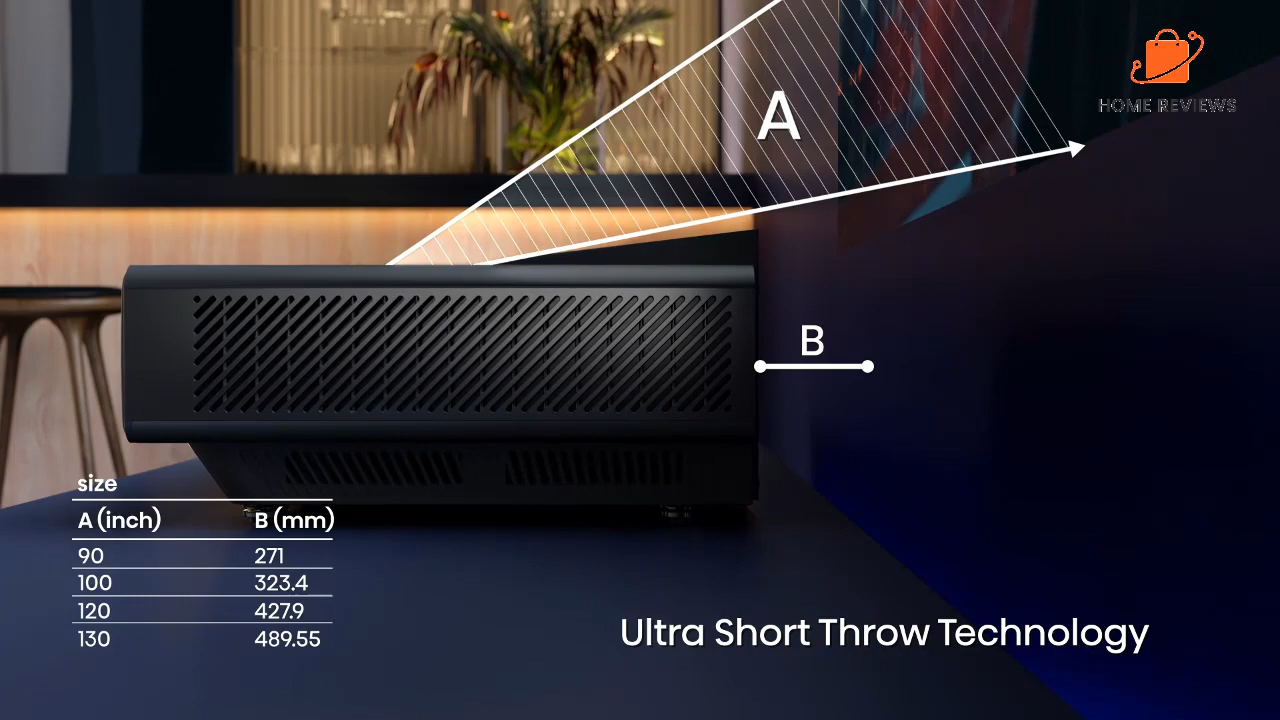 HOME REVIEWS
A
B
size
A (inch) B (mm)
90 271
100 323.4
120 427.9
130 489.55
Ultra Short Throw Technology